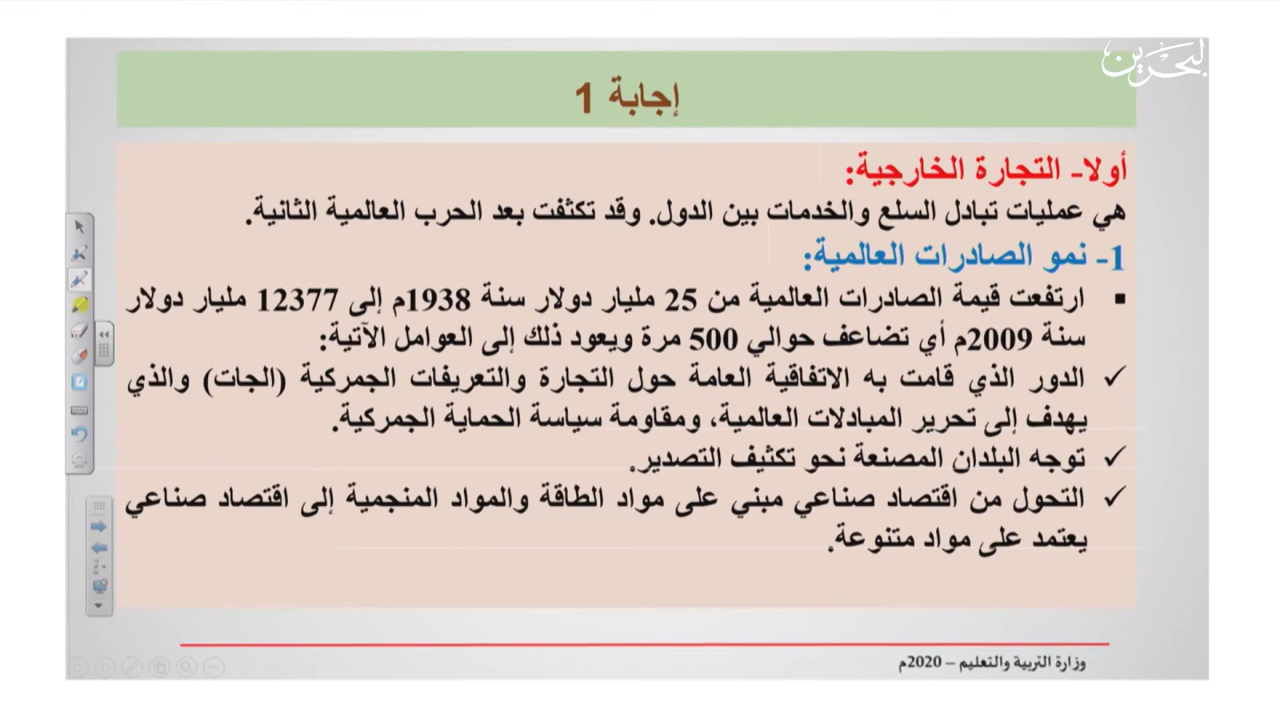 البحرين
إجابة 1
أولا- التجارة الخارجية:
هي عمليات تبادل السلع والخدمات بين الدول. وقد تكثفت بعد الحرب العالمية الثانية.
1- نمو الصادرات العالمية:
▪ ارتفعت قيمة الصادرات العالمية من 25 مليار دولار سنة 1938م إلى 12377 مليار دولار
سنة 2009م أي تضاعف حوالي 500 مرة ويعود ذلك إلى العوامل الآتية:
✓ الدور الذي قامت به الاتفاقية العامة حول التجارة والتعريفات الجمركية (الجات) والذي
يهدف إلى تحرير المبادلات العالمية، ومقاومة سياسة الحماية الجمركية.
✓ توجه البلدان المصنعة نحو تكثيف التصدير.
✓ التحول من اقتصاد صناعي مبني على مواد الطاقة والمواد المنجمية إلى اقتصاد صناعي
يعتمد على مواد متنوعة.
وزارة التربية والتعليم – 2020م